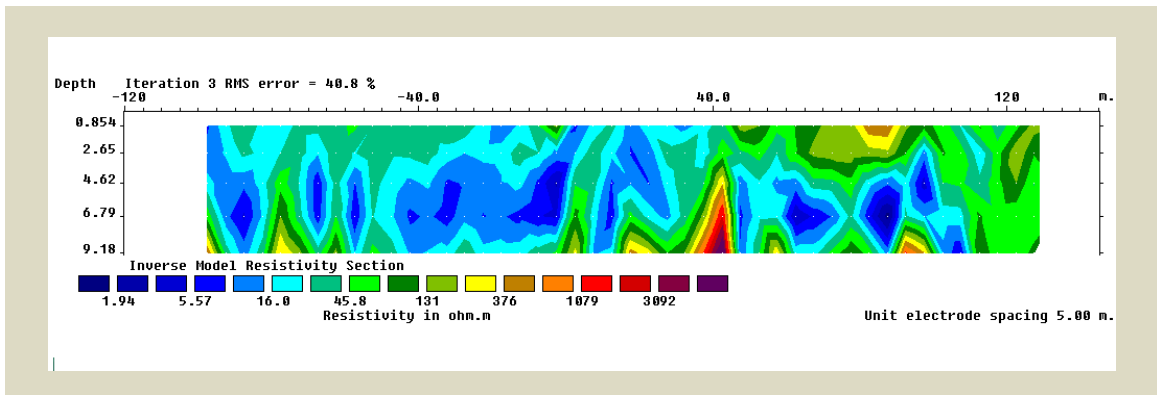 Depth Iteration 3 RMS error = 40.8 %
-120 -40.0 40.0 120 m.
0.854
2.65
4.62
6.79
9.18
Inverse Model Resistivity Section
1.94 5.57 16.0 45.8 131 376 1079 3092
Resistivity in ohm.m Unit electrode spacing 5.00 m.